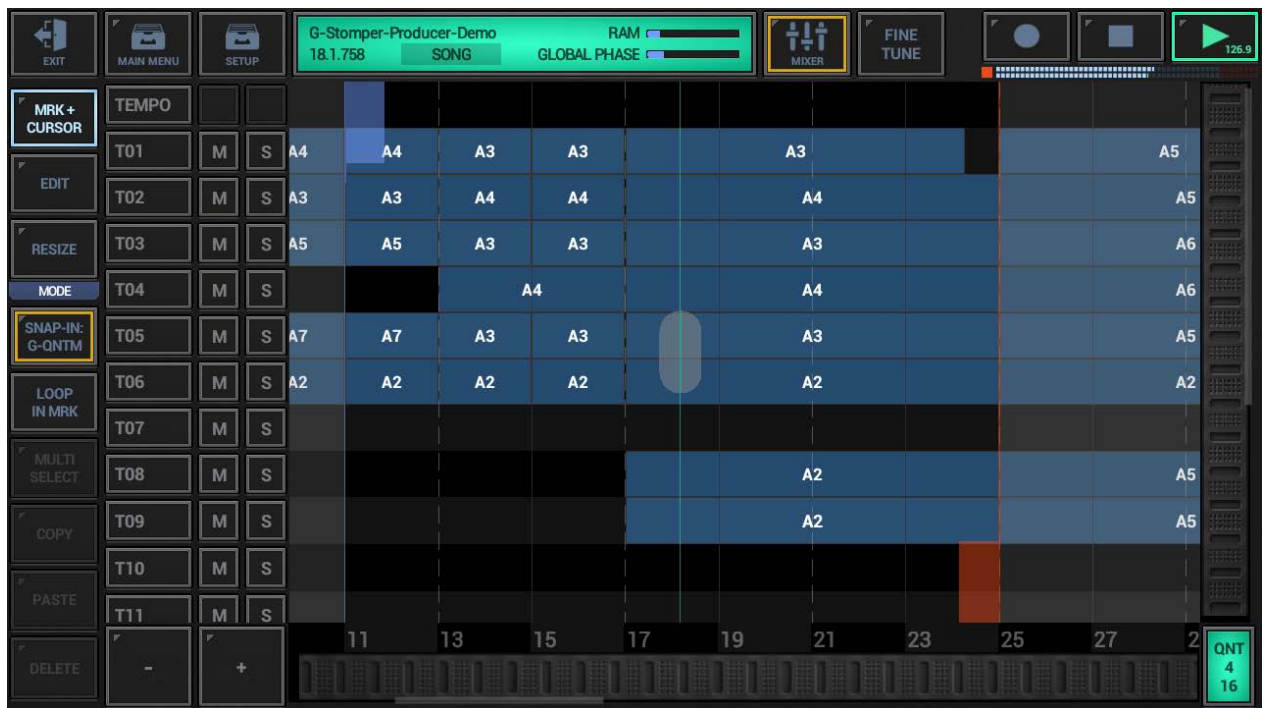 EXIT
MAIN MENU
SETUP
G-Stomper-Producer-Demo RAM
18.1.758 SONG GLOBAL PHASE
MIXER
FINE
TUNE
126.9
MRK +
CURSOR
EDIT
RESIZE
MODE
SNAP-IN:
G-QNTM
LOOP
IN MRK
MULTI
SELECT
COPY
PASTE
DELETE
TEMPO
T01 M S A4 A4 A3 A3 A3 A5
T02 M S A3 A3 A4 A4 A4 A5
T03 M S A5 A5 A3 A3 A3 A6
T04 M S A4 A4 A6
T05 M S A7 A7 A3 A3 A3 A5
T06 M S A2 A2 A2 A2 A2 A2
T07 M S
T08 M S A2 A5
T09 M S A2 A5
T10 M S
T11 M S
11 13 15 17 19 21 23 25 27 2
- +
QNT
4
16